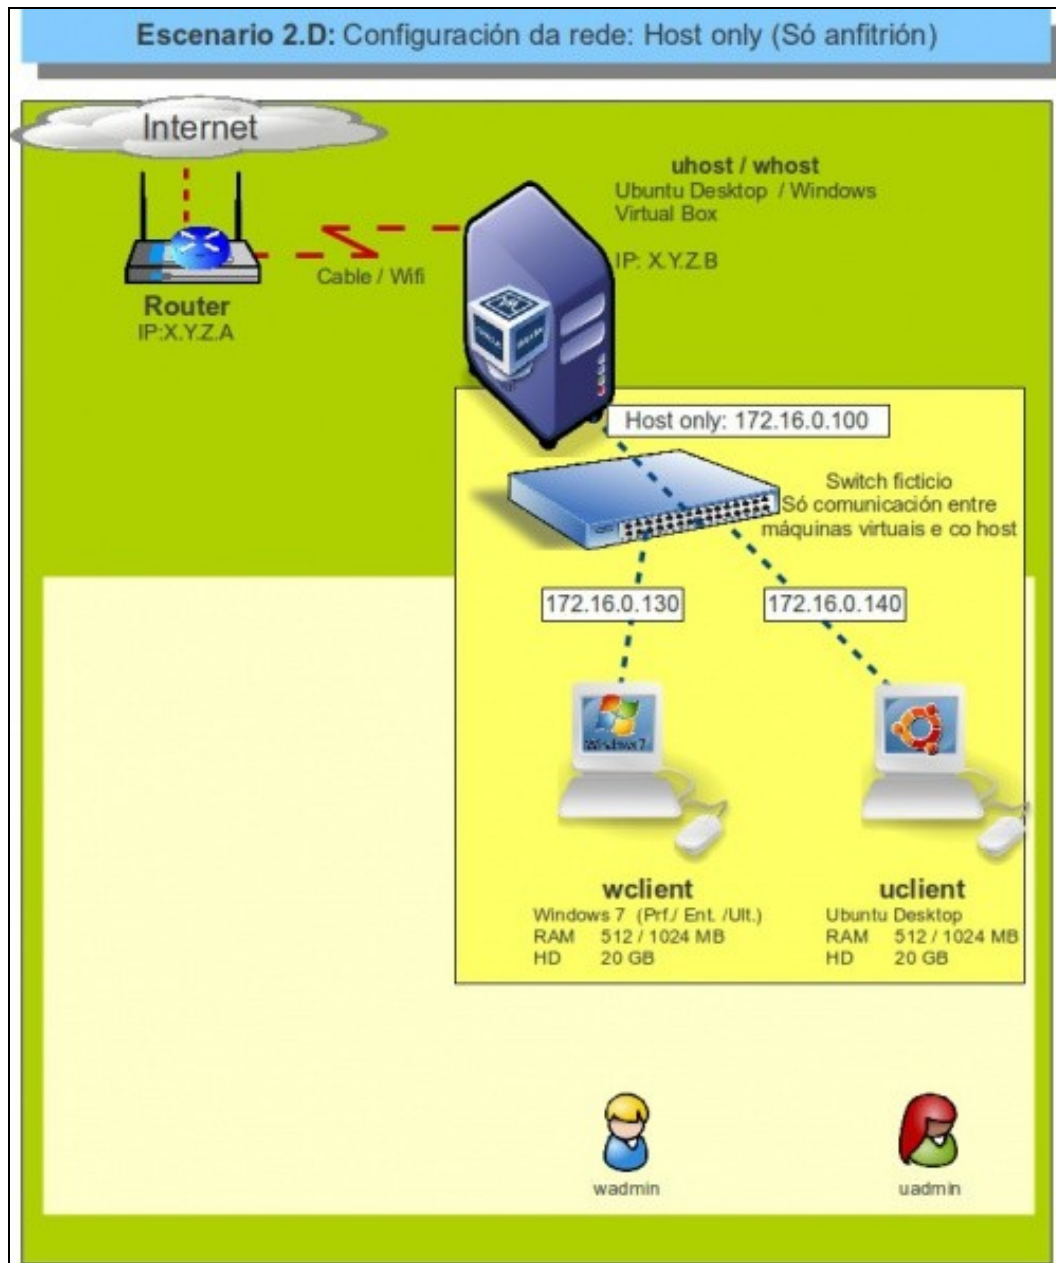 Escenario 2.D: Configuración da rede: Host only (Só anfitrión)
Internet
uhost / whost
Ubuntu Desktop / Windows
Virtual Box
IP: X.Y.Z.B
Cable / Wifi
Router
IP:X.Y.Z.A
Host only: 172.16.0.100
Switch ficticio
Só comunicación entre
máquinas virtuais e co host
172.16.0.130
172.16.0.140
Windows 7
wclient
Windows 7 (Prf./ Ent. /Ult.)
RAM 512 / 1024 MB
HD 20 GB
uclient
Ubuntu Desktop
RAM 512 / 1024 MB
HD 20 GB
wadmin
uadmin